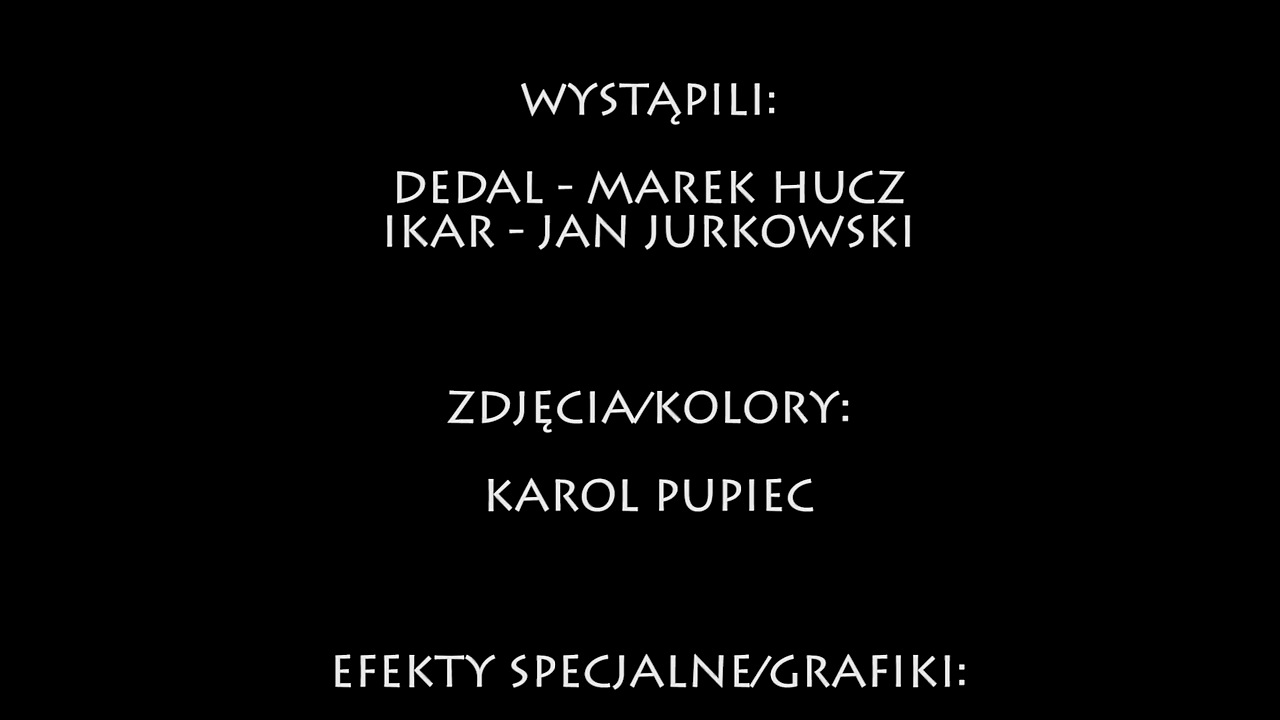 WYSTĄPILI:
DEDAL - MAREK HUCZ
IKAR - JAN JURKOWSKI
ZDJĘCIA/KOLORY:
KAROL PUPIEC
EFEKTY SPECJALNE/GRAFIKI: